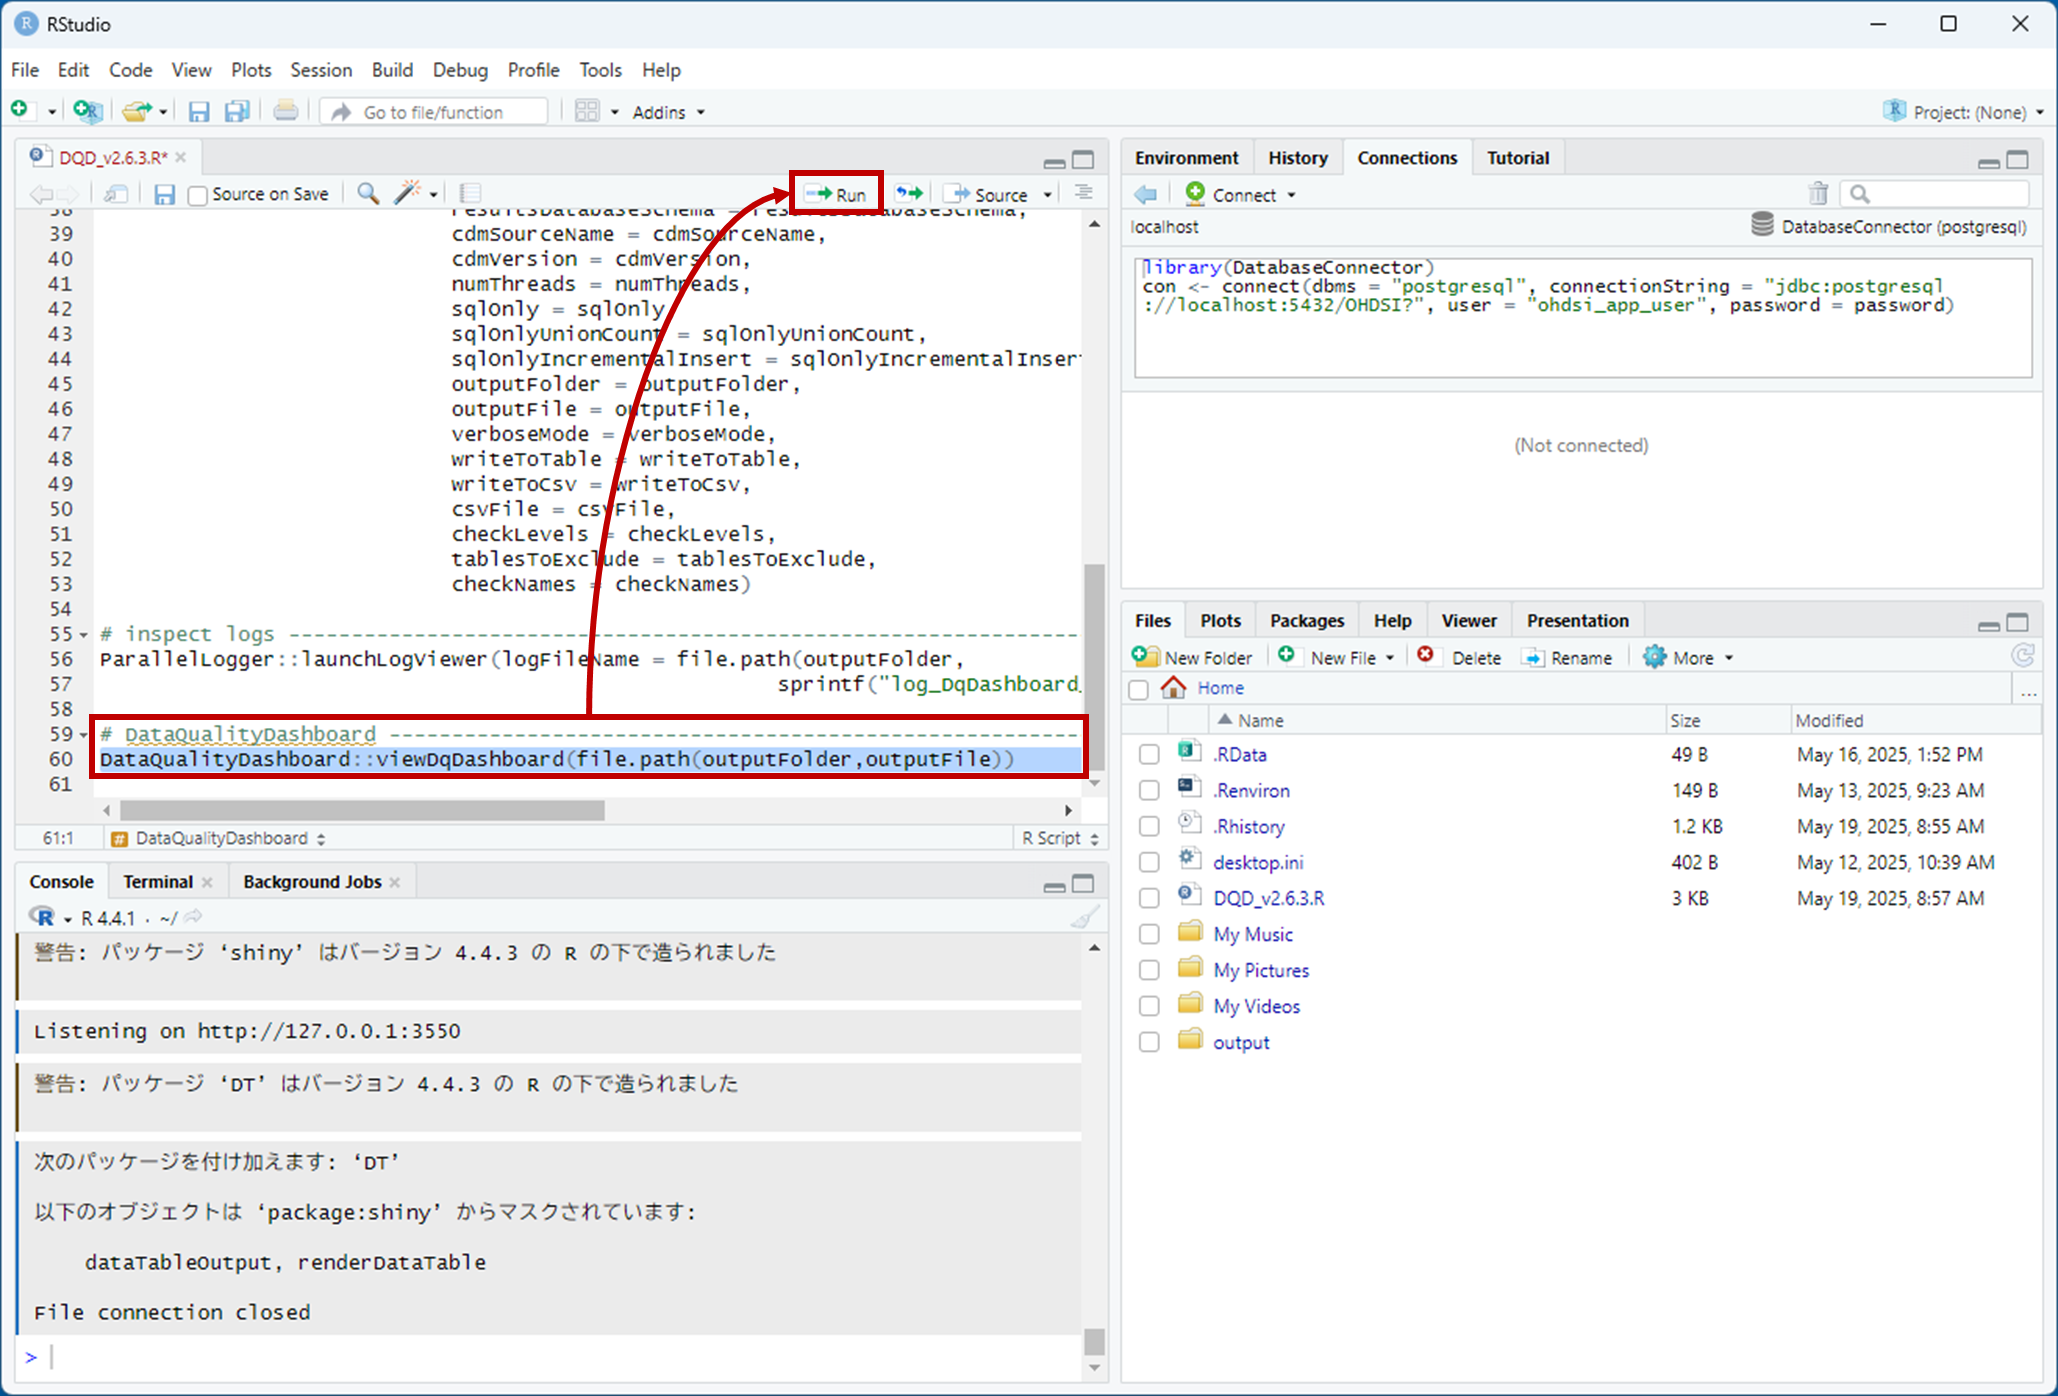 RStudio
File Edit Code View Plots Session Build Debug Profile Tools Help
Go to file/function
Addins
Project: (None)
DQD_v2.6.3.R*
Source on Save
Run
Source
39 cdmSourceName = cdmSourceName,
40 cdmVersion = cdmVersion,
41 numThreads = numThreads,
42 sqlOnly = sqlOnly,
43 sqlOnlyUnionCount = sqlOnlyUnionCount,
44 sqlOnlyIncrementalInsert = sqlOnlyIncrementalInser
45 outputFolder = outputFolder,
46 outputFile = outputFile,
47 verboseMode = verboseMode,
48 writeToTable = writeToTable,
49 writeToCsv = writeToCsv,
50 csvFile = csvFile,
51 checkLevels = checkLevels,
52 tablesToExclude = tablesToExclude,
53 checkNames = checkNames)
54
55 # inspect logs ---------------------------------------------------------------
56 ParallelLogger::launchLogViewer(logFileName = file.path(outputFolder,
57 sprintf("log_DqDashboard_
58
59 # DataQualityDashboard -------------------------------------------------------
60 DataQualityDashboard::viewDqDashboard(file.path(outputFolder,outputFile))
61
61:1
# DataQualityDashboard
R Script
Console Terminal Background Jobs
R 4.4.1 · ~/
警告: パッケージ ‘shiny’ はバージョン 4.4.3 の R の下で造られました
Listening on http://127.0.0.1:3550
警告: パッケージ ‘DT’ はバージョン 4.4.3 の R の下で造られました
次のパッケージを付け加えます: ‘DT’
以下のオブジェクトは ‘package:shiny’ からマスクされています:
dataTableOutput, renderDataTable
File connection closed
>
Environment History Connections Tutorial
Connect
localhost
DatabaseConnector (postgresql)
library(DatabaseConnector)
con <- connect(dbms = "postgresql", connectionString = "jdbc:postgresql
://localhost:5432/OHDSI?", user = "ohdsi_app_user", password = password)
(Not connected)
Files Plots Packages Help Viewer Presentation
New Folder New File Delete Rename More
Home
...
Name Size Modified
.RData 49 B May 16, 2025, 1:52 PM
.Renviron 149 B May 13, 2025, 9:23 AM
.Rhistory 1.2 KB May 19, 2025, 8:55 AM
desktop.ini 402 B May 12, 2025, 10:39 AM
DQD_v2.6.3.R 3 KB May 19, 2025, 8:57 AM
My Music
My Pictures
My Videos
output